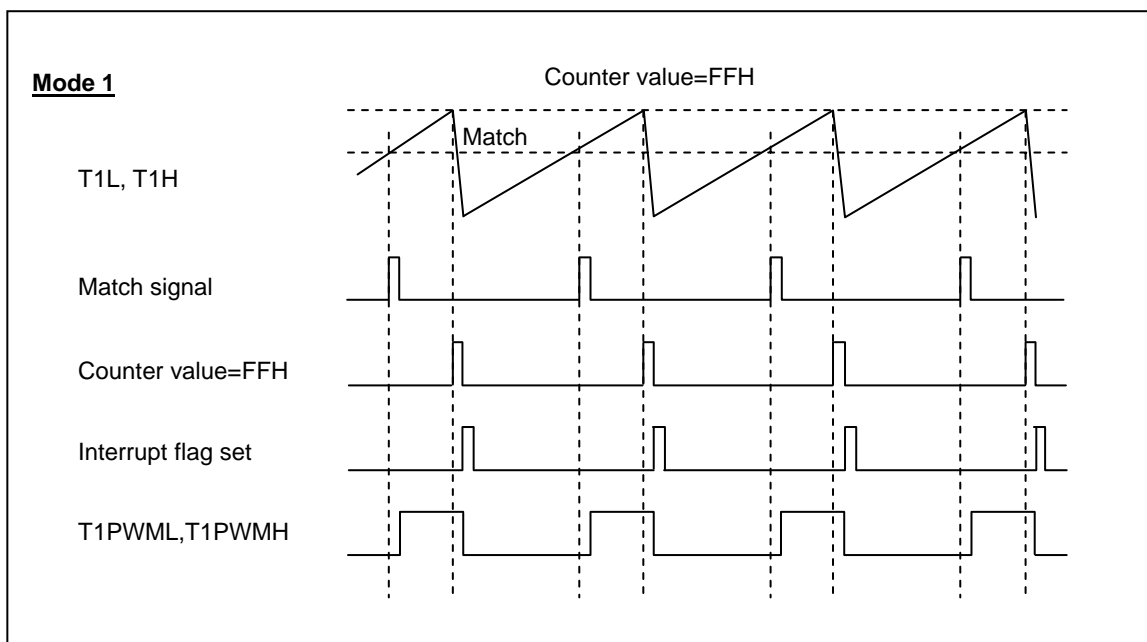 Mode 1
Counter value=FFH
Match
T1L, T1H
Match signal
Counter value=FFH
Interrupt flag set
T1PWML,T1PWMH